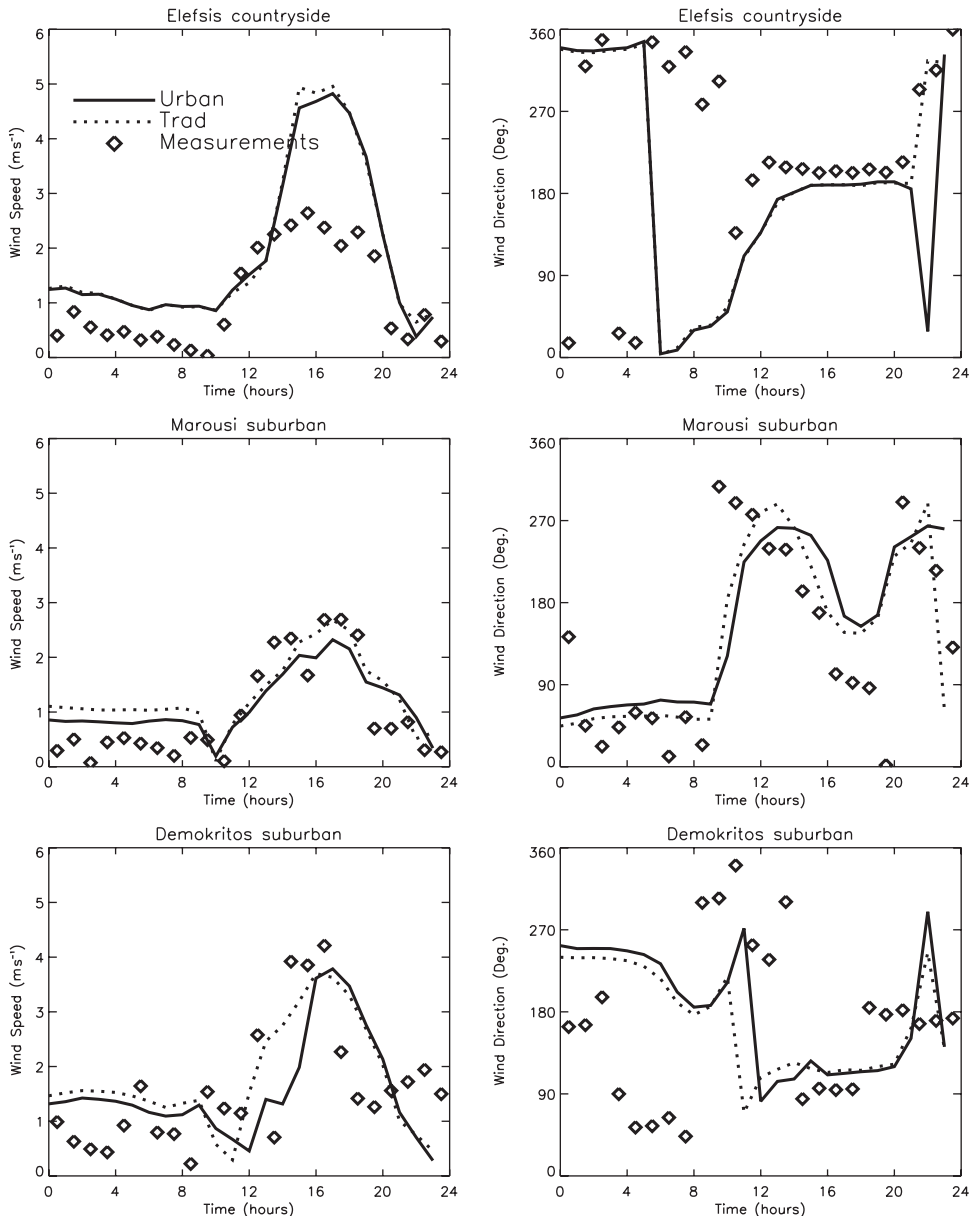 Elefsis countryside
Wind Speed (ms⁻¹)
6
5
4
3
2
1
0
Urban
Trad
Measurements
0 4 8 12 16 20 24
Time (hours)
Elefsis countryside
Wind Direction (Deg.)
360
270
180
90
0
0 4 8 12 16 20 24
Time (hours)
Marousi suburban
Wind Speed (ms⁻¹)
6
5
4
3
2
1
0
0 4 8 12 16 20 24
Time (hours)
Marousi suburban
Wind Direction (Deg.)
360
270
180
90
0
0 4 8 12 16 20 24
Time (hours)
Demokritos suburban
Wind Speed (ms⁻¹)
6
5
4
3
2
1
0
0 4 8 12 16 20 24
Time (hours)
Demokritos suburban
Wind Direction (Deg.)
360
270
180
90
0
0 4 8 12 16 20 24
Time (hours)